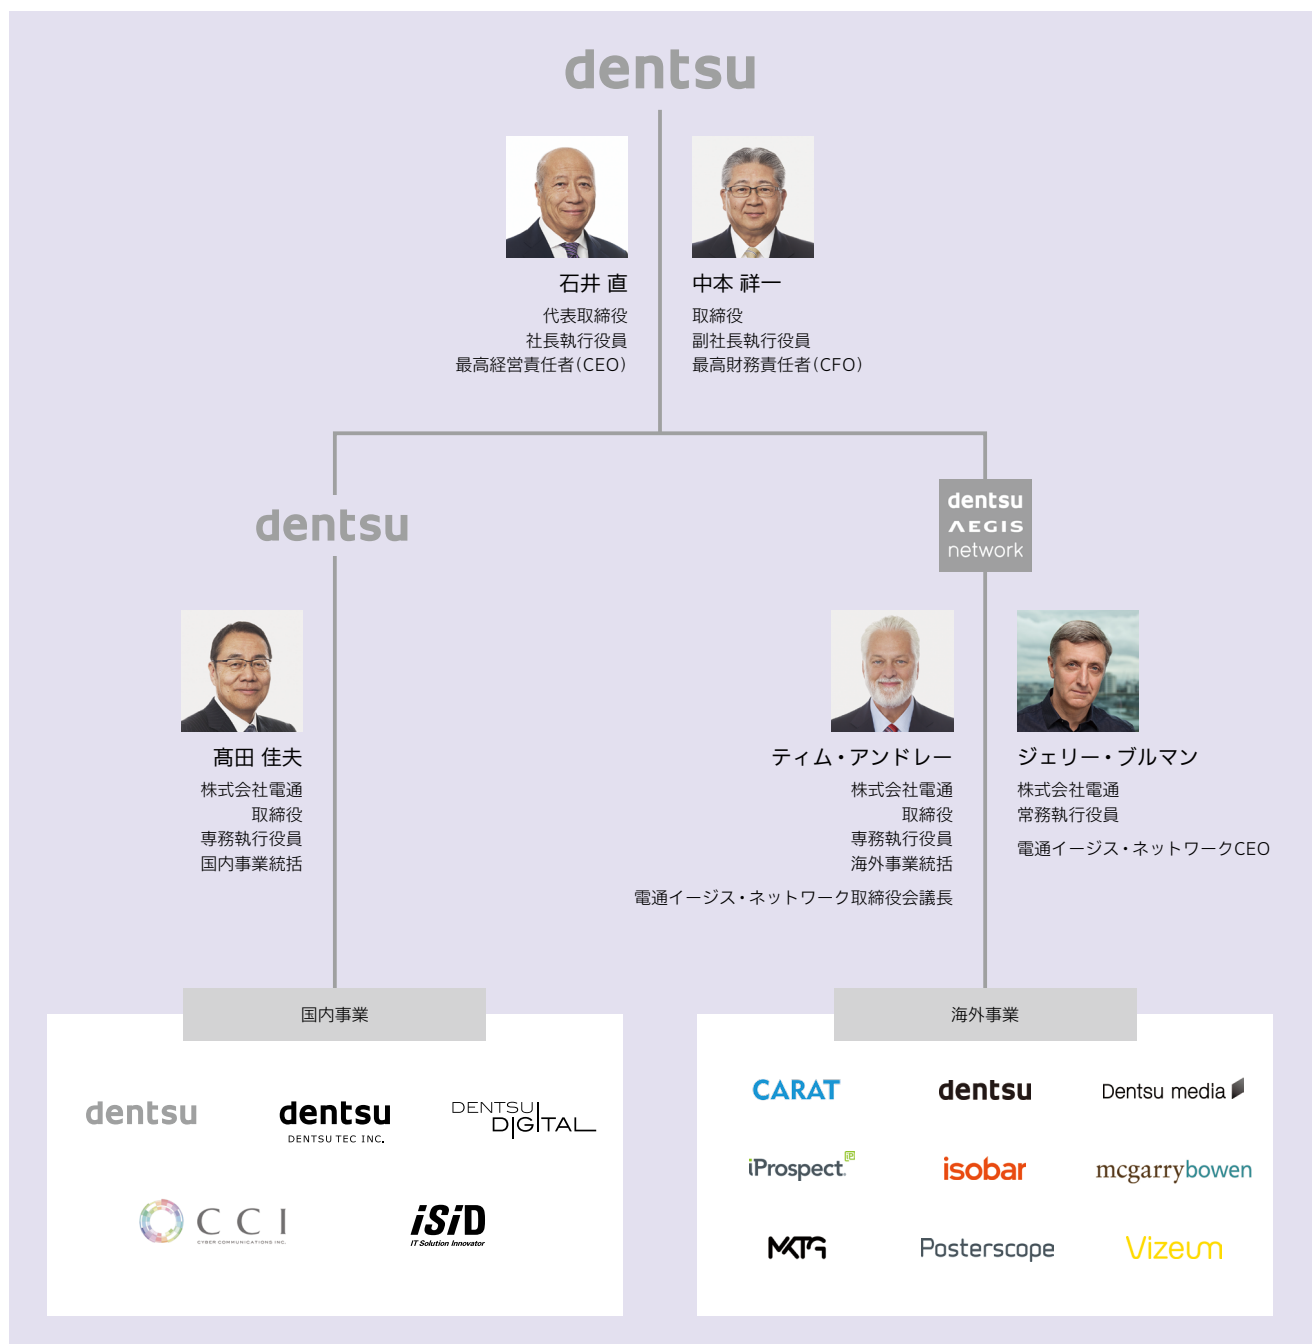 dentsu
石井 直
代表取締役
社長執行役員
最高経営責任者(CEO)
中本 祥一
取締役
副社長執行役員
最高財務責任者(CFO)
dentsu
dentsu
AEGIS
network
髙田 佳夫
株式会社電通
取締役
専務執行役員
国内事業統括
ティム・アンドレー
株式会社電通
取締役
専務執行役員
海外事業統括
電通イージス・ネットワーク取締役会議長
ジェリー・ブルマン
株式会社電通
常務執行役員
電通イージス・ネットワークCEO
国内事業
dentsu
dentsu
DENTSU TEC INC.
DENTSU
DIGITAL
CCI
CYBER COMMUNICATIONS INC.
iSiD
IT Solution Innovator
海外事業
CARAT
dentsu
Dentsu media
iProspect
iP
isobar
mcgarrybowen
MKTG
Posterscope
Vizeum